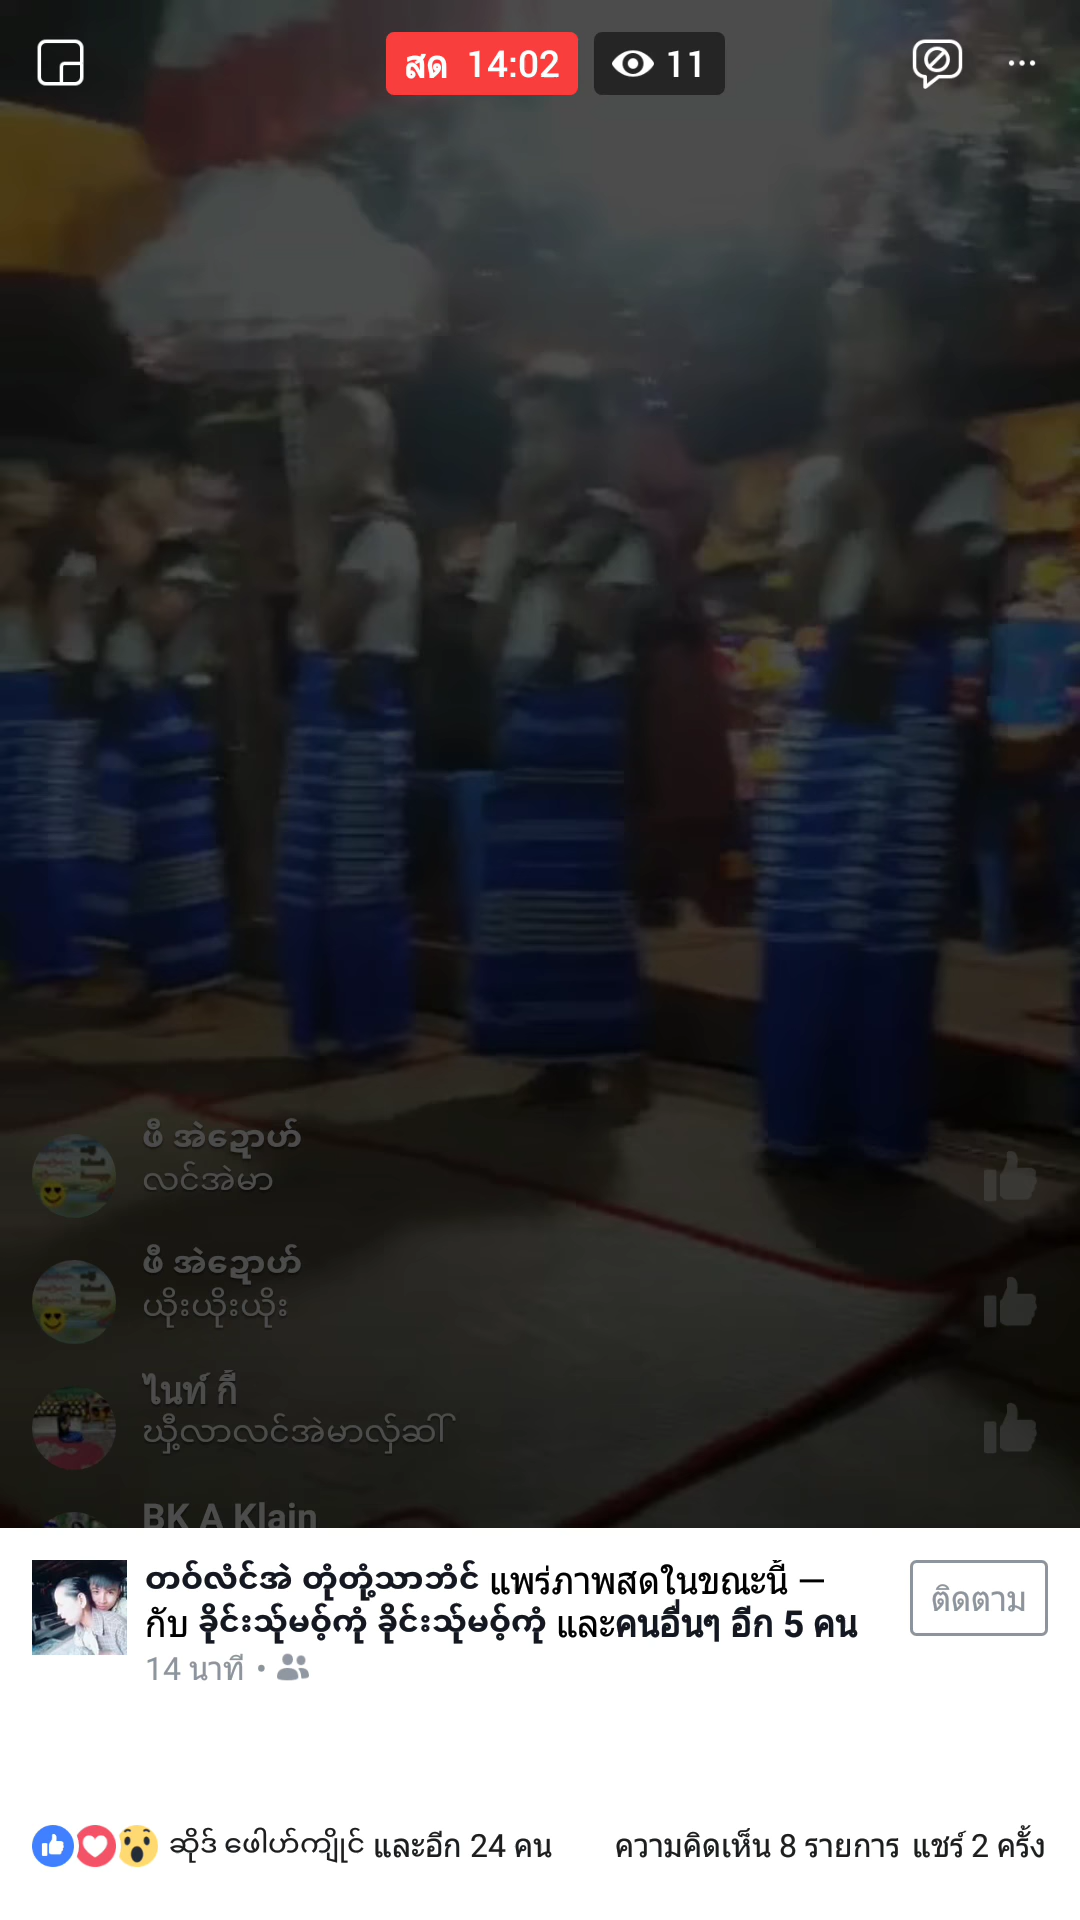 สด 14:02 11
ဖီ အဲဍောဟ်
လင်အဲမာ
ဖီ အဲဍောဟ်
ယိုးယိုးယိုး
ไนท์ กี้
ဃှီ့လာလင်အဲမာလှ်ဆါ်
BK A Klain
တဝ်လံင်အဲ တုံတုံ့သာဘံင် แพร่ภาพสดในขณะนี้ —
กับ ခိုင်းသ်ုမဝ့်ကုံ ခိုင်းသ်ုမဝ့်ကုံ และคนอื่นๆ อีก 5 คน
ติดตาม
14 นาที ·
ဆိုဒ် ဖေါဟ်ကျိုင် และอีก 24 คน ความคิดเห็น 8 รายการ แชร์ 2 ครั้ง